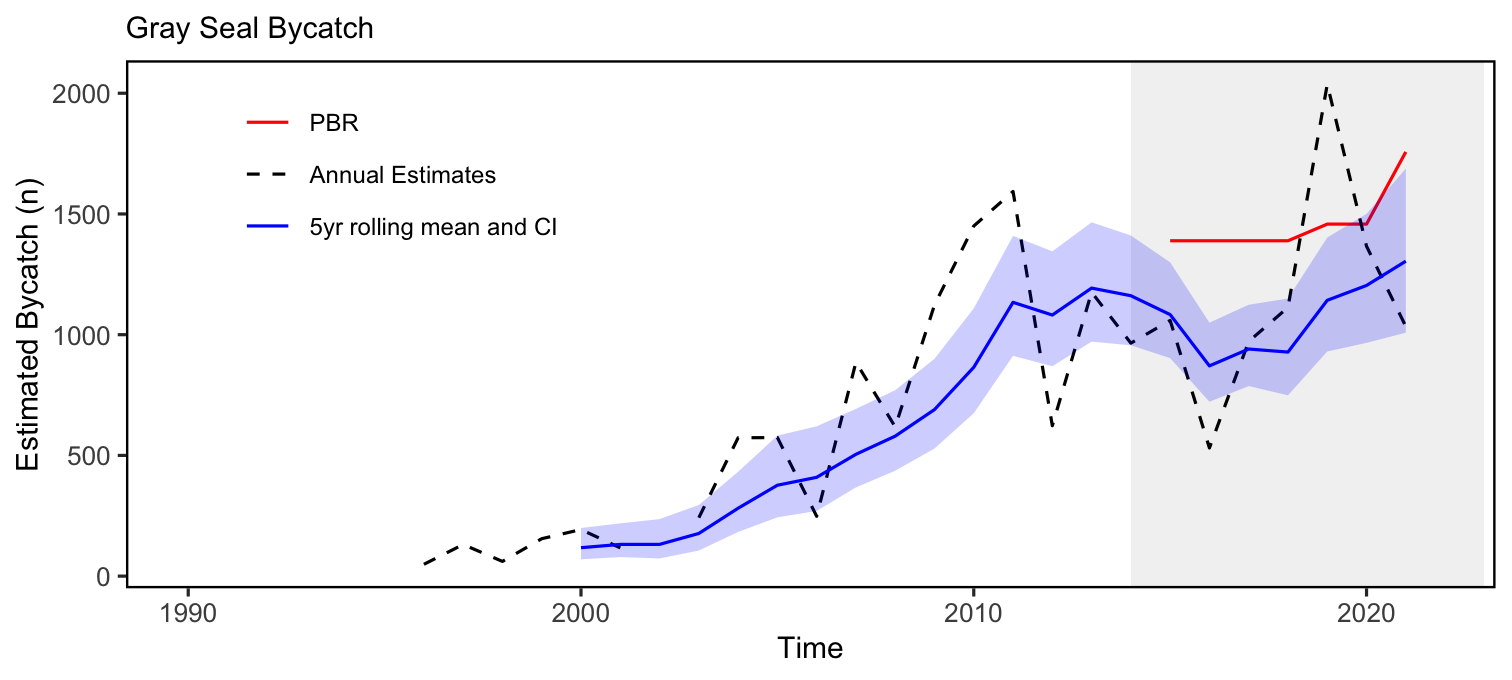 Gray Seal Bycatch
Estimated Bycatch (n)
2000
1500
1000
500
0
PBR
Annual Estimates
5yr rolling mean and CI
1990
2000
2010
2020
Time